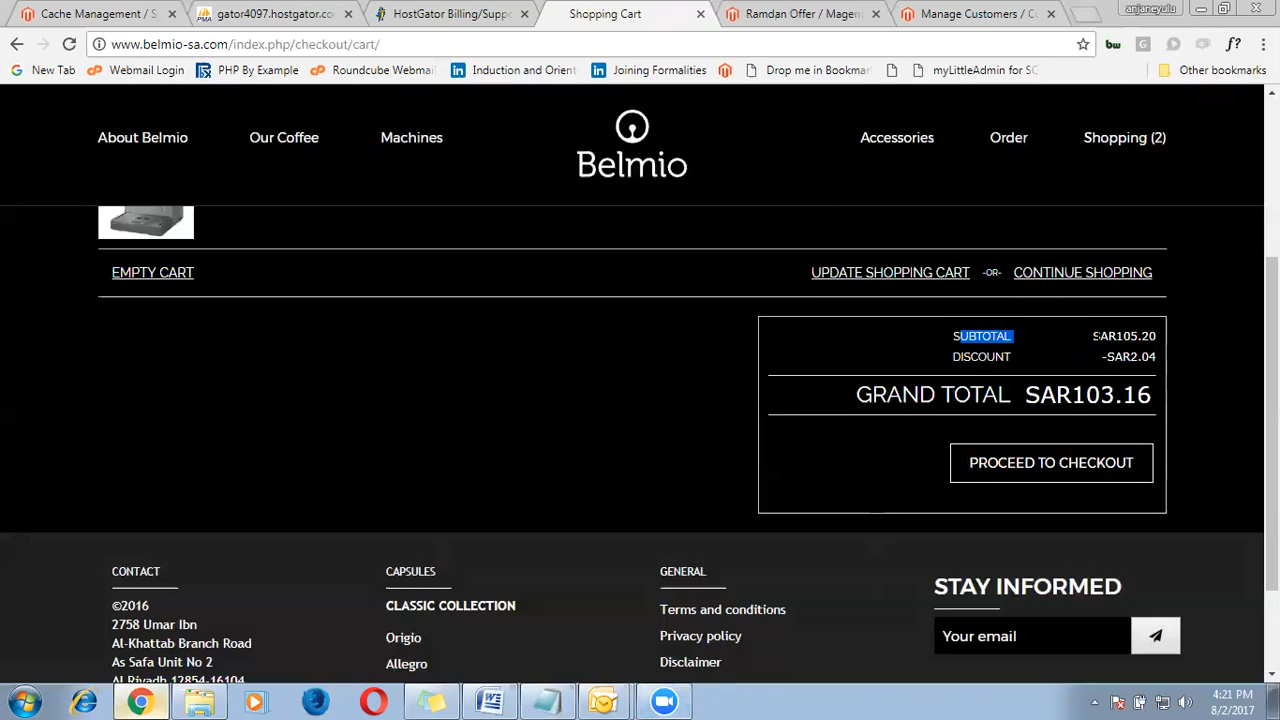 Cache Management / S
gator4097.hostgator.co
HostGator Billing/Suppo
Shopping Cart
Ramdan Offer / Magen
Manage Customers / C
anjaneyulu
www.belmio-sa.com/index.php/checkout/cart/
New Tab
Webmail Login
PHP By Example
Roundcube Webmai
Induction and Orient
Joining Formalities
Drop me in Bookmar
myLittleAdmin for SC
Other bookmarks
About Belmio
Our Coffee
Machines
Belmio
Accessories
Order
Shopping (2)
EMPTY CART
UPDATE SHOPPING CART -OR- CONTINUE SHOPPING
SUBTOTAL SAR105.20
DISCOUNT -SAR2.04
GRAND TOTAL SAR103.16
PROCEED TO CHECKOUT
CONTACT
©2016
2758 Umar Ibn
Al-Khattab Branch Road
As Safa Unit No 2
Al Riyadh 12854-16104
CAPSULES
CLASSIC COLLECTION
Origio
Allegro
GENERAL
Terms and conditions
Privacy policy
Disclaimer
STAY INFORMED
Your email
4:21 PM
8/2/2017